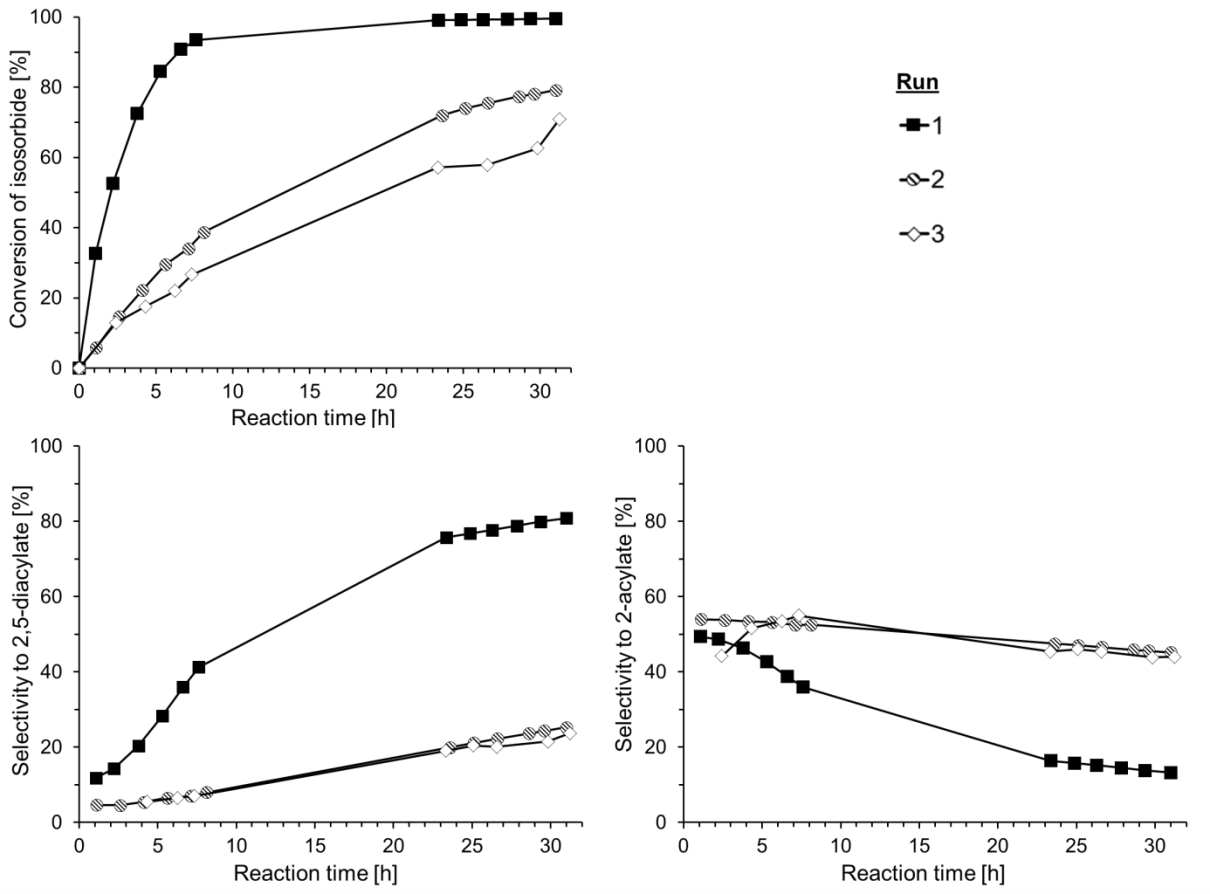 Conversion of isosorbide [%]
100
80
60
40
20
0
0 5 10 15 20 25 30
Reaction time [h]
Run
1
2
3
Selectivity to 2,5-diacylate [%]
100
80
60
40
20
0
0 5 10 15 20 25 30
Reaction time [h]
Selectivity to 2-acylate [%]
100
80
60
40
20
0
0 5 10 15 20 25 30
Reaction time [h]